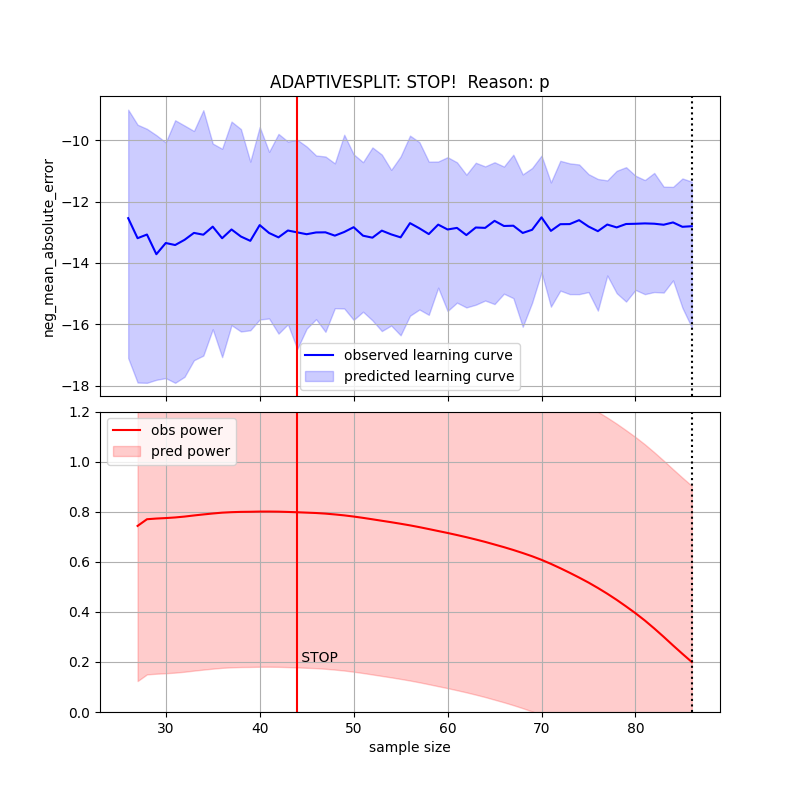 ADAPTIVESPLIT: STOP!  Reason: p
neg_mean_absolute_error
−10
−12
−14
−16
−18
observed learning curve
predicted learning curve
1.2
1.0
0.8
0.6
0.4
0.2
0.0
obs power
pred power
STOP
30 40 50 60 70 80
sample size